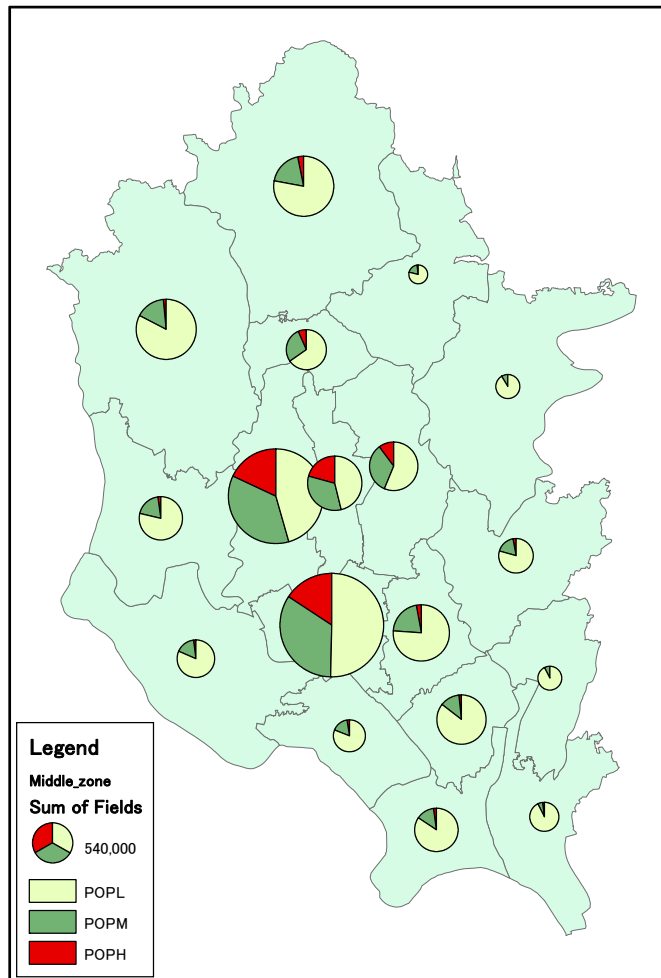 Legend
Middle_zone
Sum of Fields
540,000
POPL
POPM
POPH